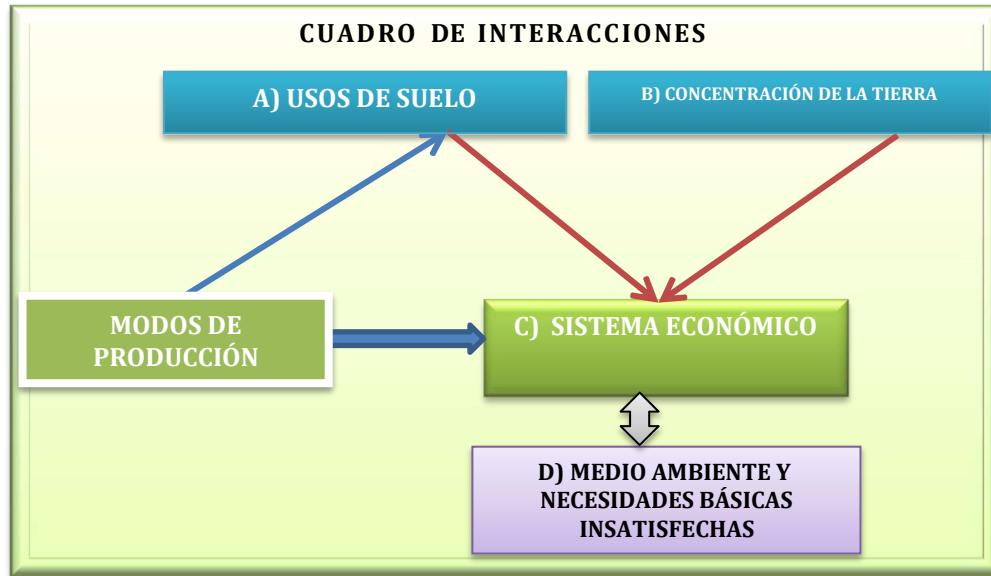 CUADRO DE INTERACCIONES
A) USOS DE SUELO
B) CONCENTRACIÓN DE LA TIERRA
MODOS DE
PRODUCCIÓN
C) SISTEMA ECONÓMICO
D) MEDIO AMBIENTE Y
NECESIDADES BÁSICAS
INSATISFECHAS